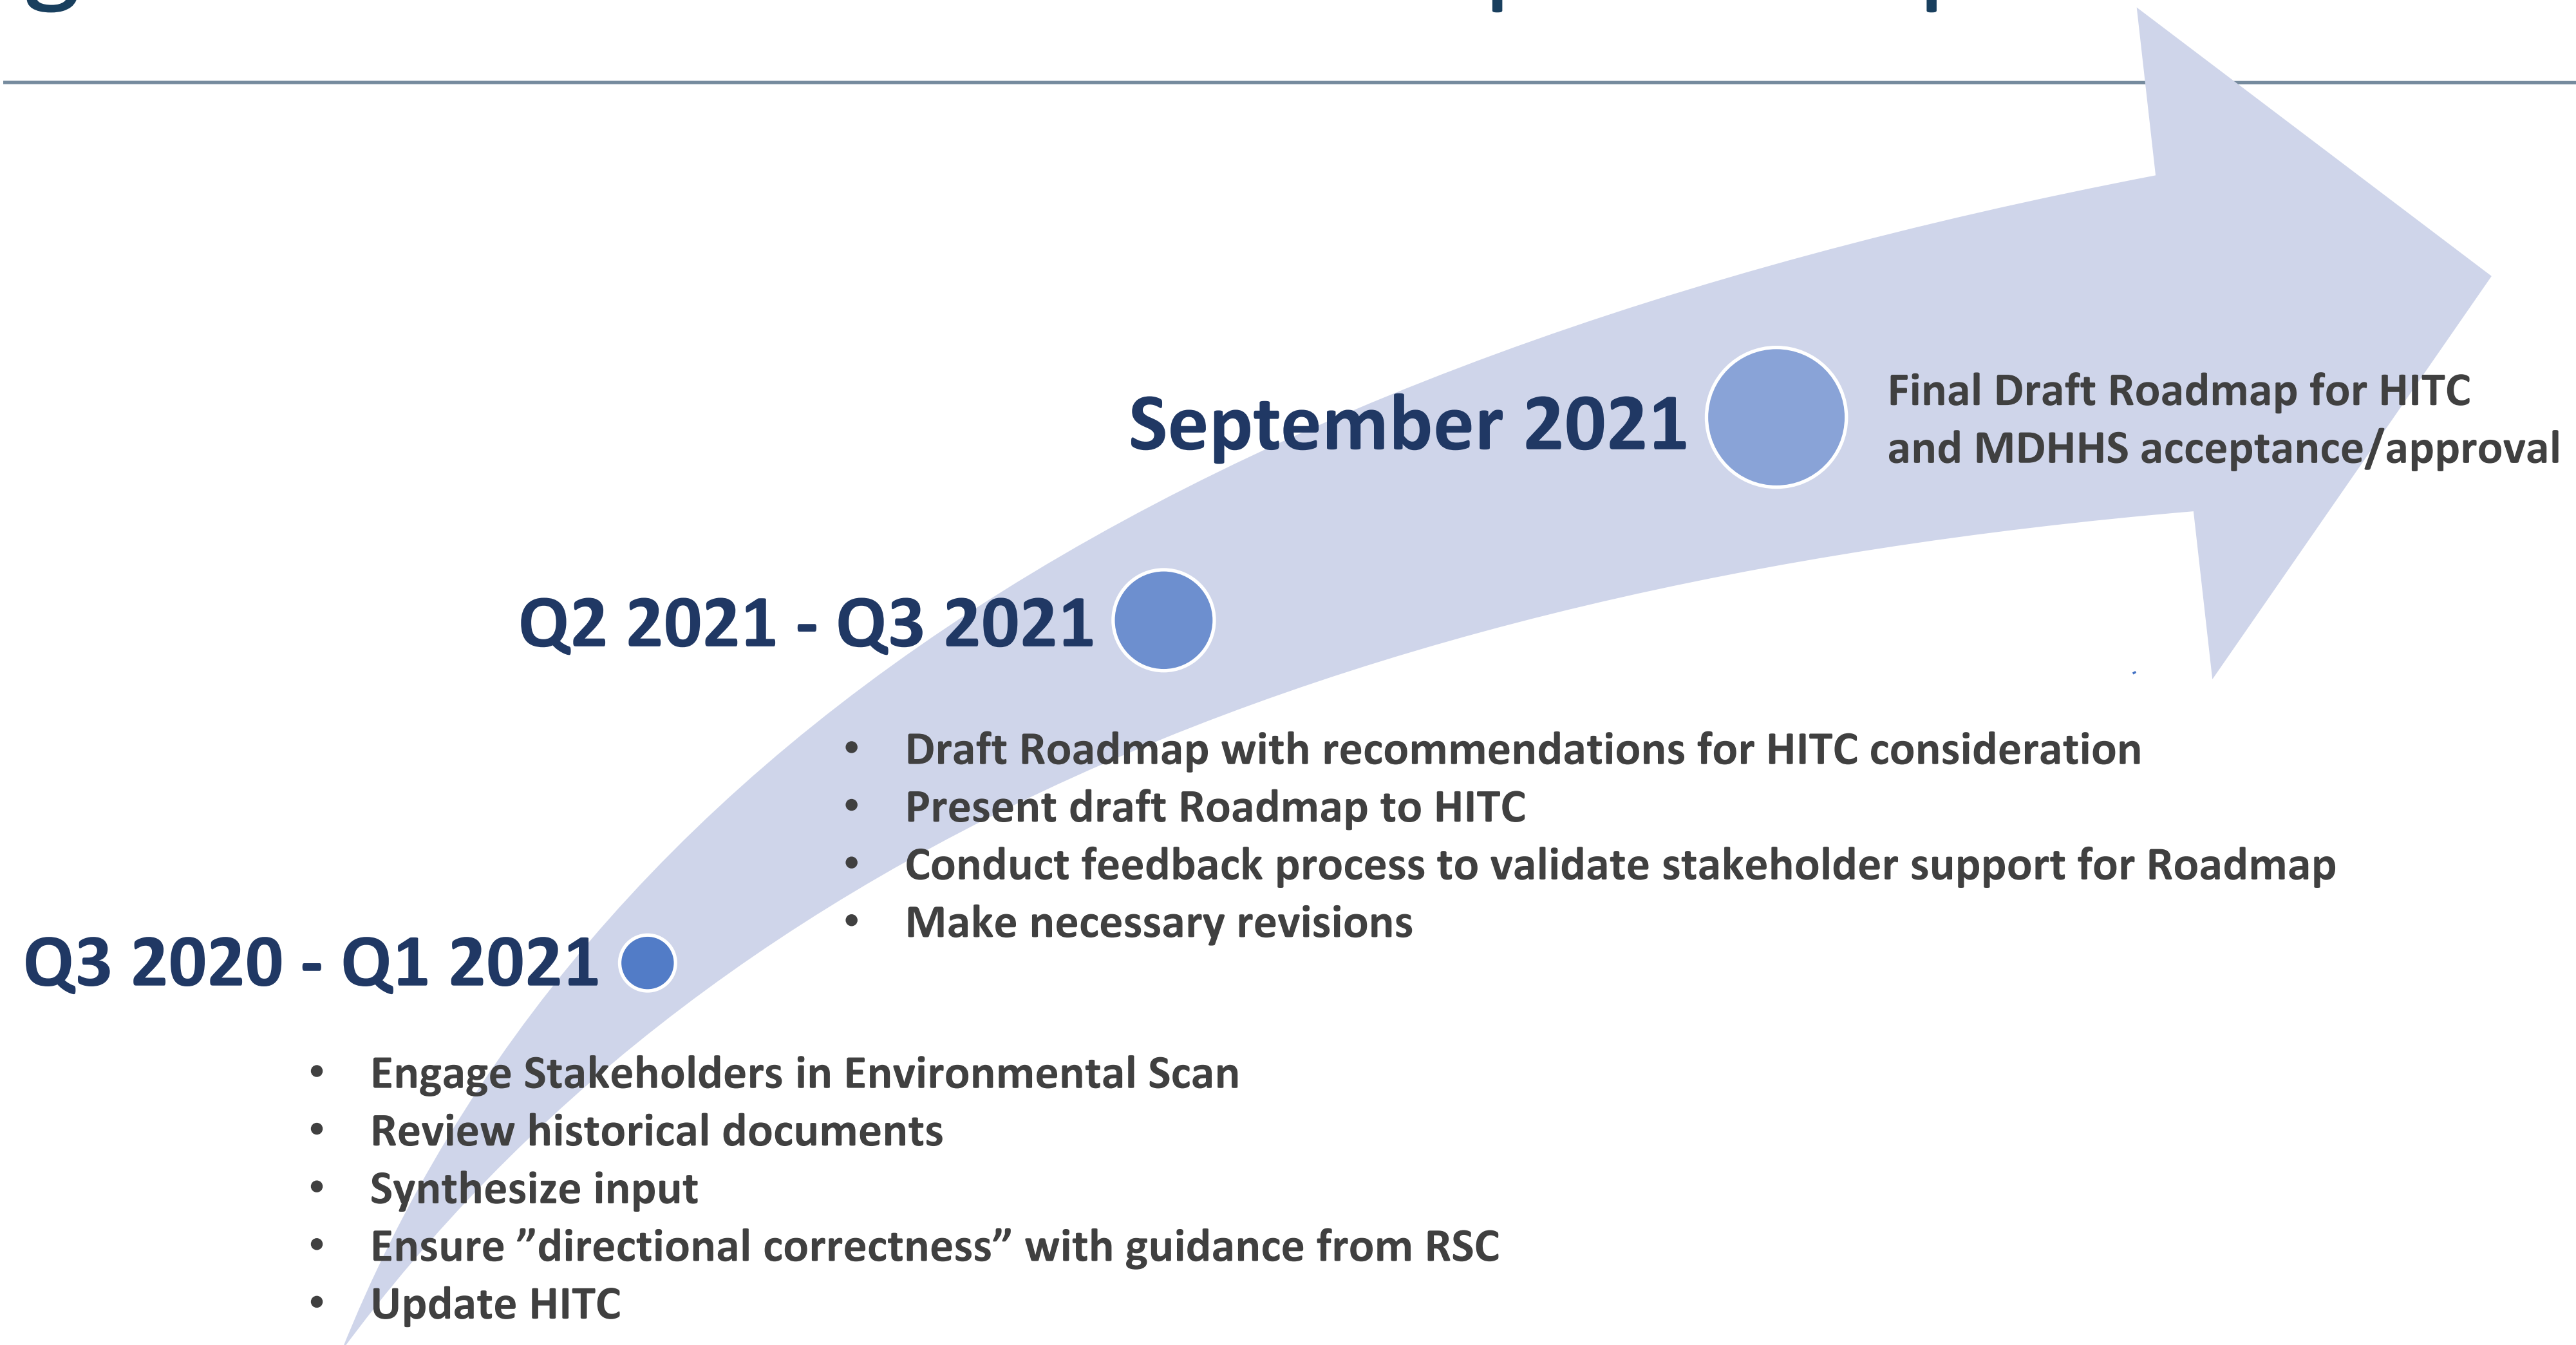 September 2021
Final Draft Roadmap for HITC
and MDHHS acceptance/approval
Q2 2021 - Q3 2021
• Draft Roadmap with recommendations for HITC consideration
• Present draft Roadmap to HITC
• Conduct feedback process to validate stakeholder support for Roadmap
• Make necessary revisions
Q3 2020 - Q1 2021
• Engage Stakeholders in Environmental Scan
• Review historical documents
• Synthesize input
• Ensure ”directional correctness” with guidance from RSC
• Update HITC